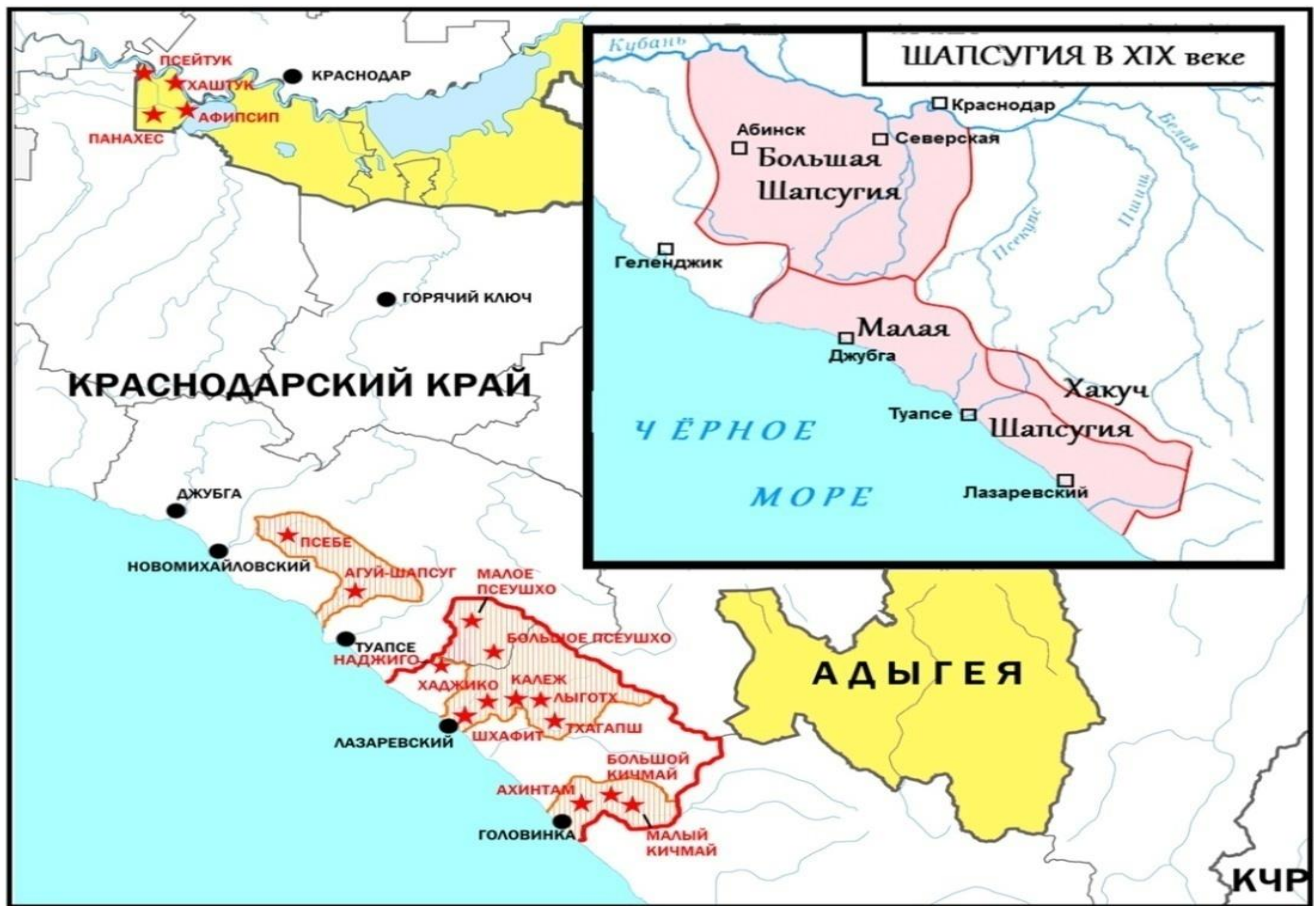 ПСЕЙТУК
ХАШТУК
КРАСНОДАР
АФИПСИП
ПАНАХЕС
ГОРЯЧИЙ КЛЮЧ
КРАСНОДАРСКИЙ КРАЙ
ДЖУБГА
НОВОМИХАЙЛОВСКИЙ
ПСЕБЕ
АГУЙ-ШАПСУГ
МАЛОЕ
ПСЕУШХО
ТУАПСЕ
БОЛЬШОЕ ПСЕУШХО
НАДЖИГО
ХАДЖИКО
КАЛЕЖ
ЛЫГОТХ
ТХАГАПШ
ШХАФИТ
ЛАЗАРЕВСКИЙ
БОЛЬШОЙ
КИЧМАЙ
АХИНТАМ
ГОЛОВИНКА
МАЛЫЙ
КИЧМАЙ
АДЫГЕЯ
КЧР
ШАПСУГИЯ В XIX веке
Кубань
Краснодар
Абинск
Северская
Белая
Большая
Шапсугия
Пшиш
Псекупс
Геленджик
Малая
Джубга
Хакуч
Туапсе
Шапсугия
ЧЁРНОЕ
МОРЕ
Лазаревский